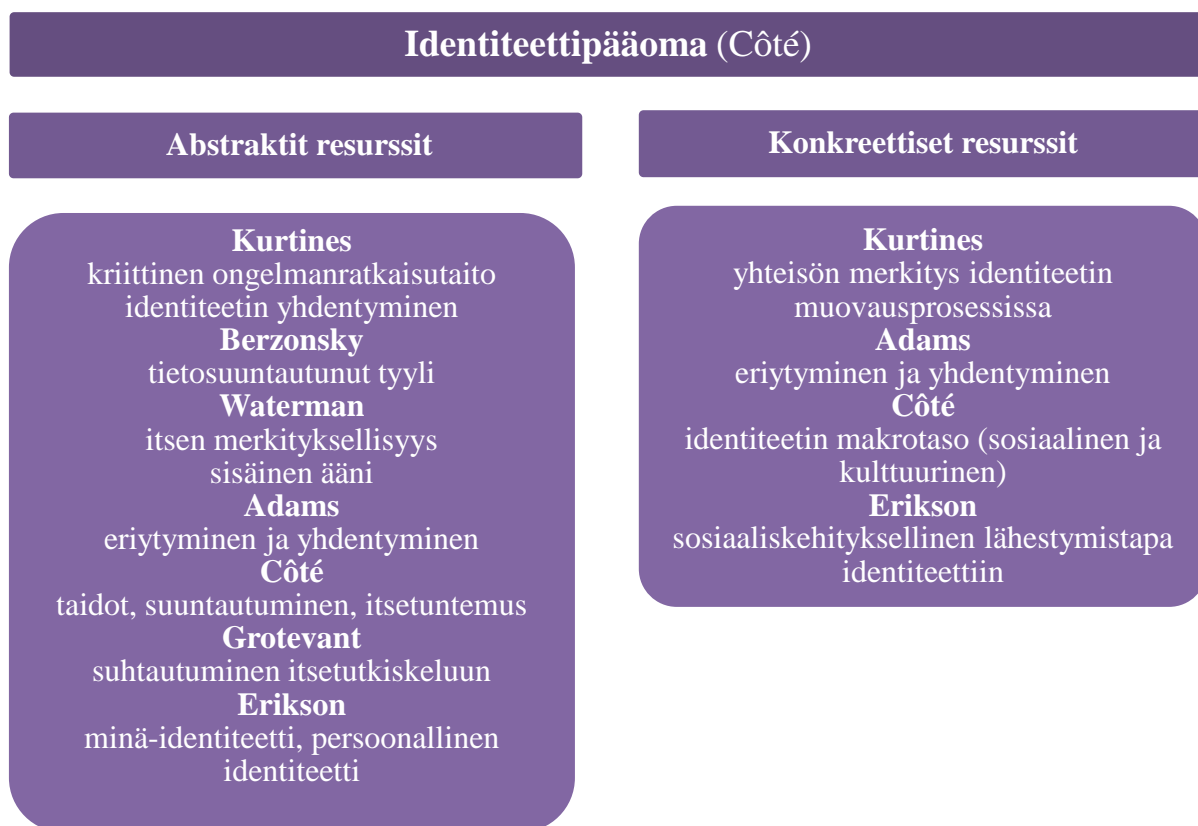 Identiteettipääoma (Côté)
Abstraktit resurssit
Kurtines
kriittinen ongelmanratkaisutaito
identiteetin yhdentyminen
Berzonsky
tietosuuntautunut tyyli
Waterman
itsen merkityksellisyys
sisäinen ääni
Adams
eriytyminen ja yhdentyminen
Côté
taidot, suuntautuminen, itsetuntemus
Grotevant
suhtautuminen itsetutkiskeluun
Erikson
minä-identiteetti, persoonallinen
identiteetti
Konkreettiset resurssit
Kurtines
yhteisön merkitys identiteetin
muovausprosessissa
Adams
eriytyminen ja yhdentyminen
Côté
identiteetin makrotaso (sosiaalinen ja
kulttuurinen)
Erikson
sosiaaliskehityksellinen lähestymistapa
identiteettiin